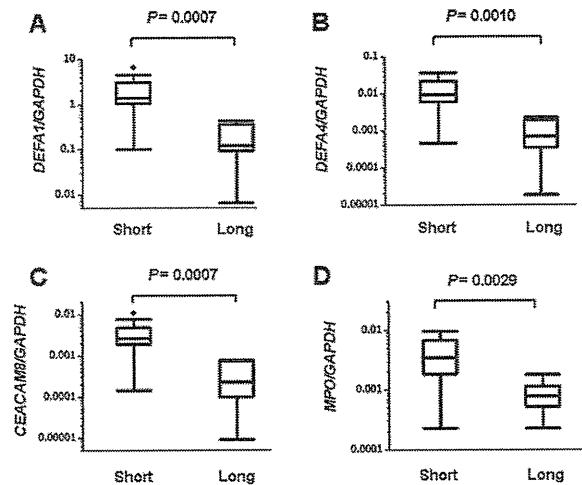 A
P= 0.0007
DEFA1/GAPDH
10
1
0.1
0.01
Short
Long
B
P= 0.0010
DEFA4/GAPDH
0.1
0.01
0.001
0.0001
0.00001
Short
Long
C
P= 0.0007
CEACAM8/GAPDH
0.01
0.001
0.0001
0.00001
Short
Long
D
P= 0.0029
MPO/GAPDH
0.01
0.001
0.0001
Short
Long